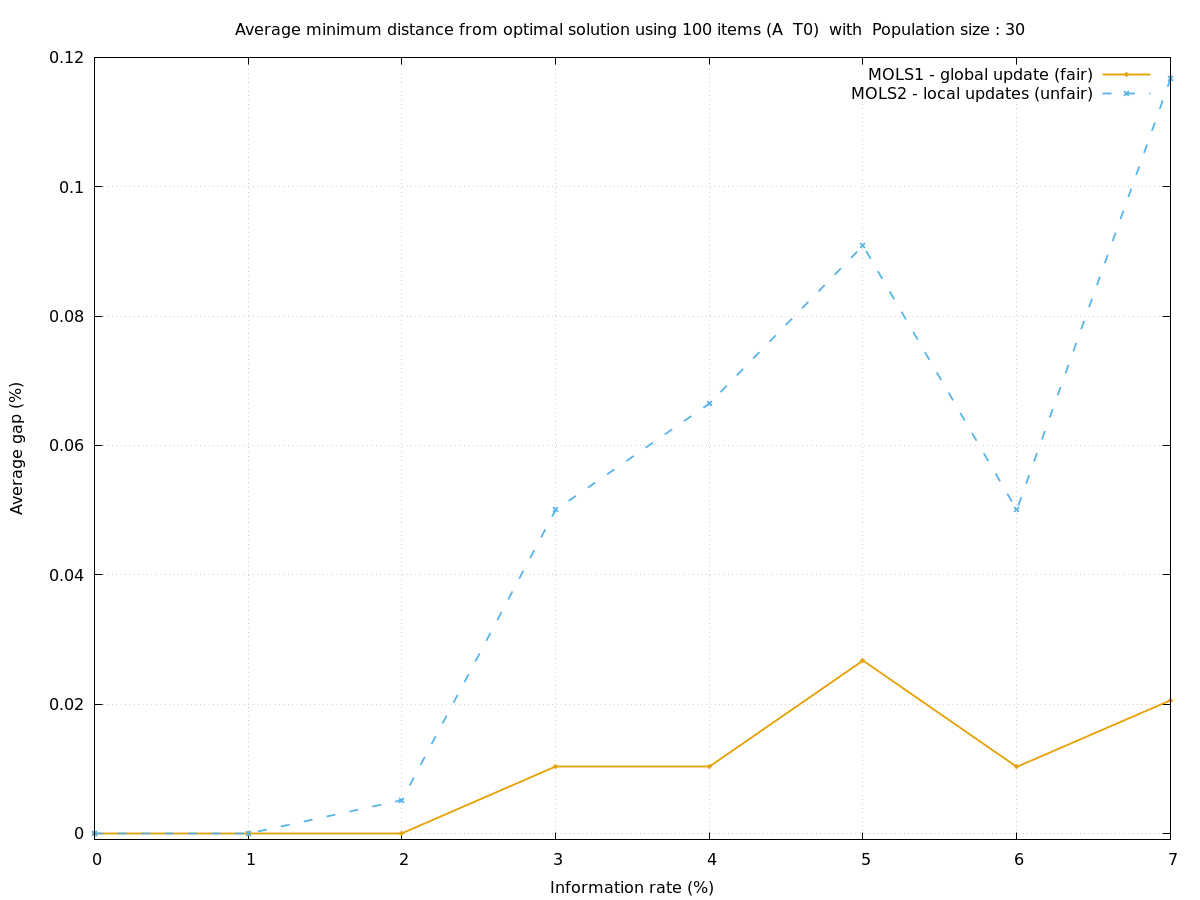 Average minimum distance from optimal solution using 100 items (A  T0)  with  Population size : 30
MOLS1 - global update (fair)
MOLS2 - local updates (unfair)
0.12
0.1
0.08
0.06
0.04
0.02
0
Average gap (%)
0 1 2 3 4 5 6 7
Information rate (%)